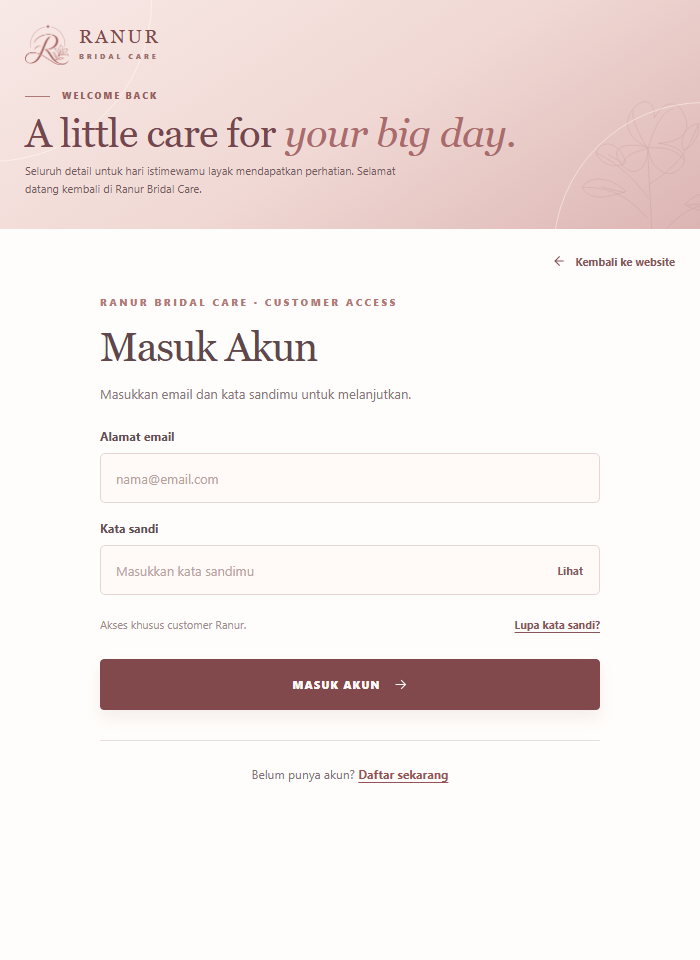 RANUR
BRIDAL CARE
WELCOME BACK
A little care for your big day.
Seluruh detail untuk hari istimewamu layak mendapatkan perhatian. Selamat
datang kembali di Ranur Bridal Care.
← Kembali ke website
RANUR BRIDAL CARE · CUSTOMER ACCESS
Masuk Akun
Masukkan email dan kata sandimu untuk melanjutkan.
Alamat email
nama@email.com
Kata sandi
Masukkan kata sandimu Lihat
Akses khusus customer Ranur. Lupa kata sandi?
MASUK AKUN →
Belum punya akun? Daftar sekarang